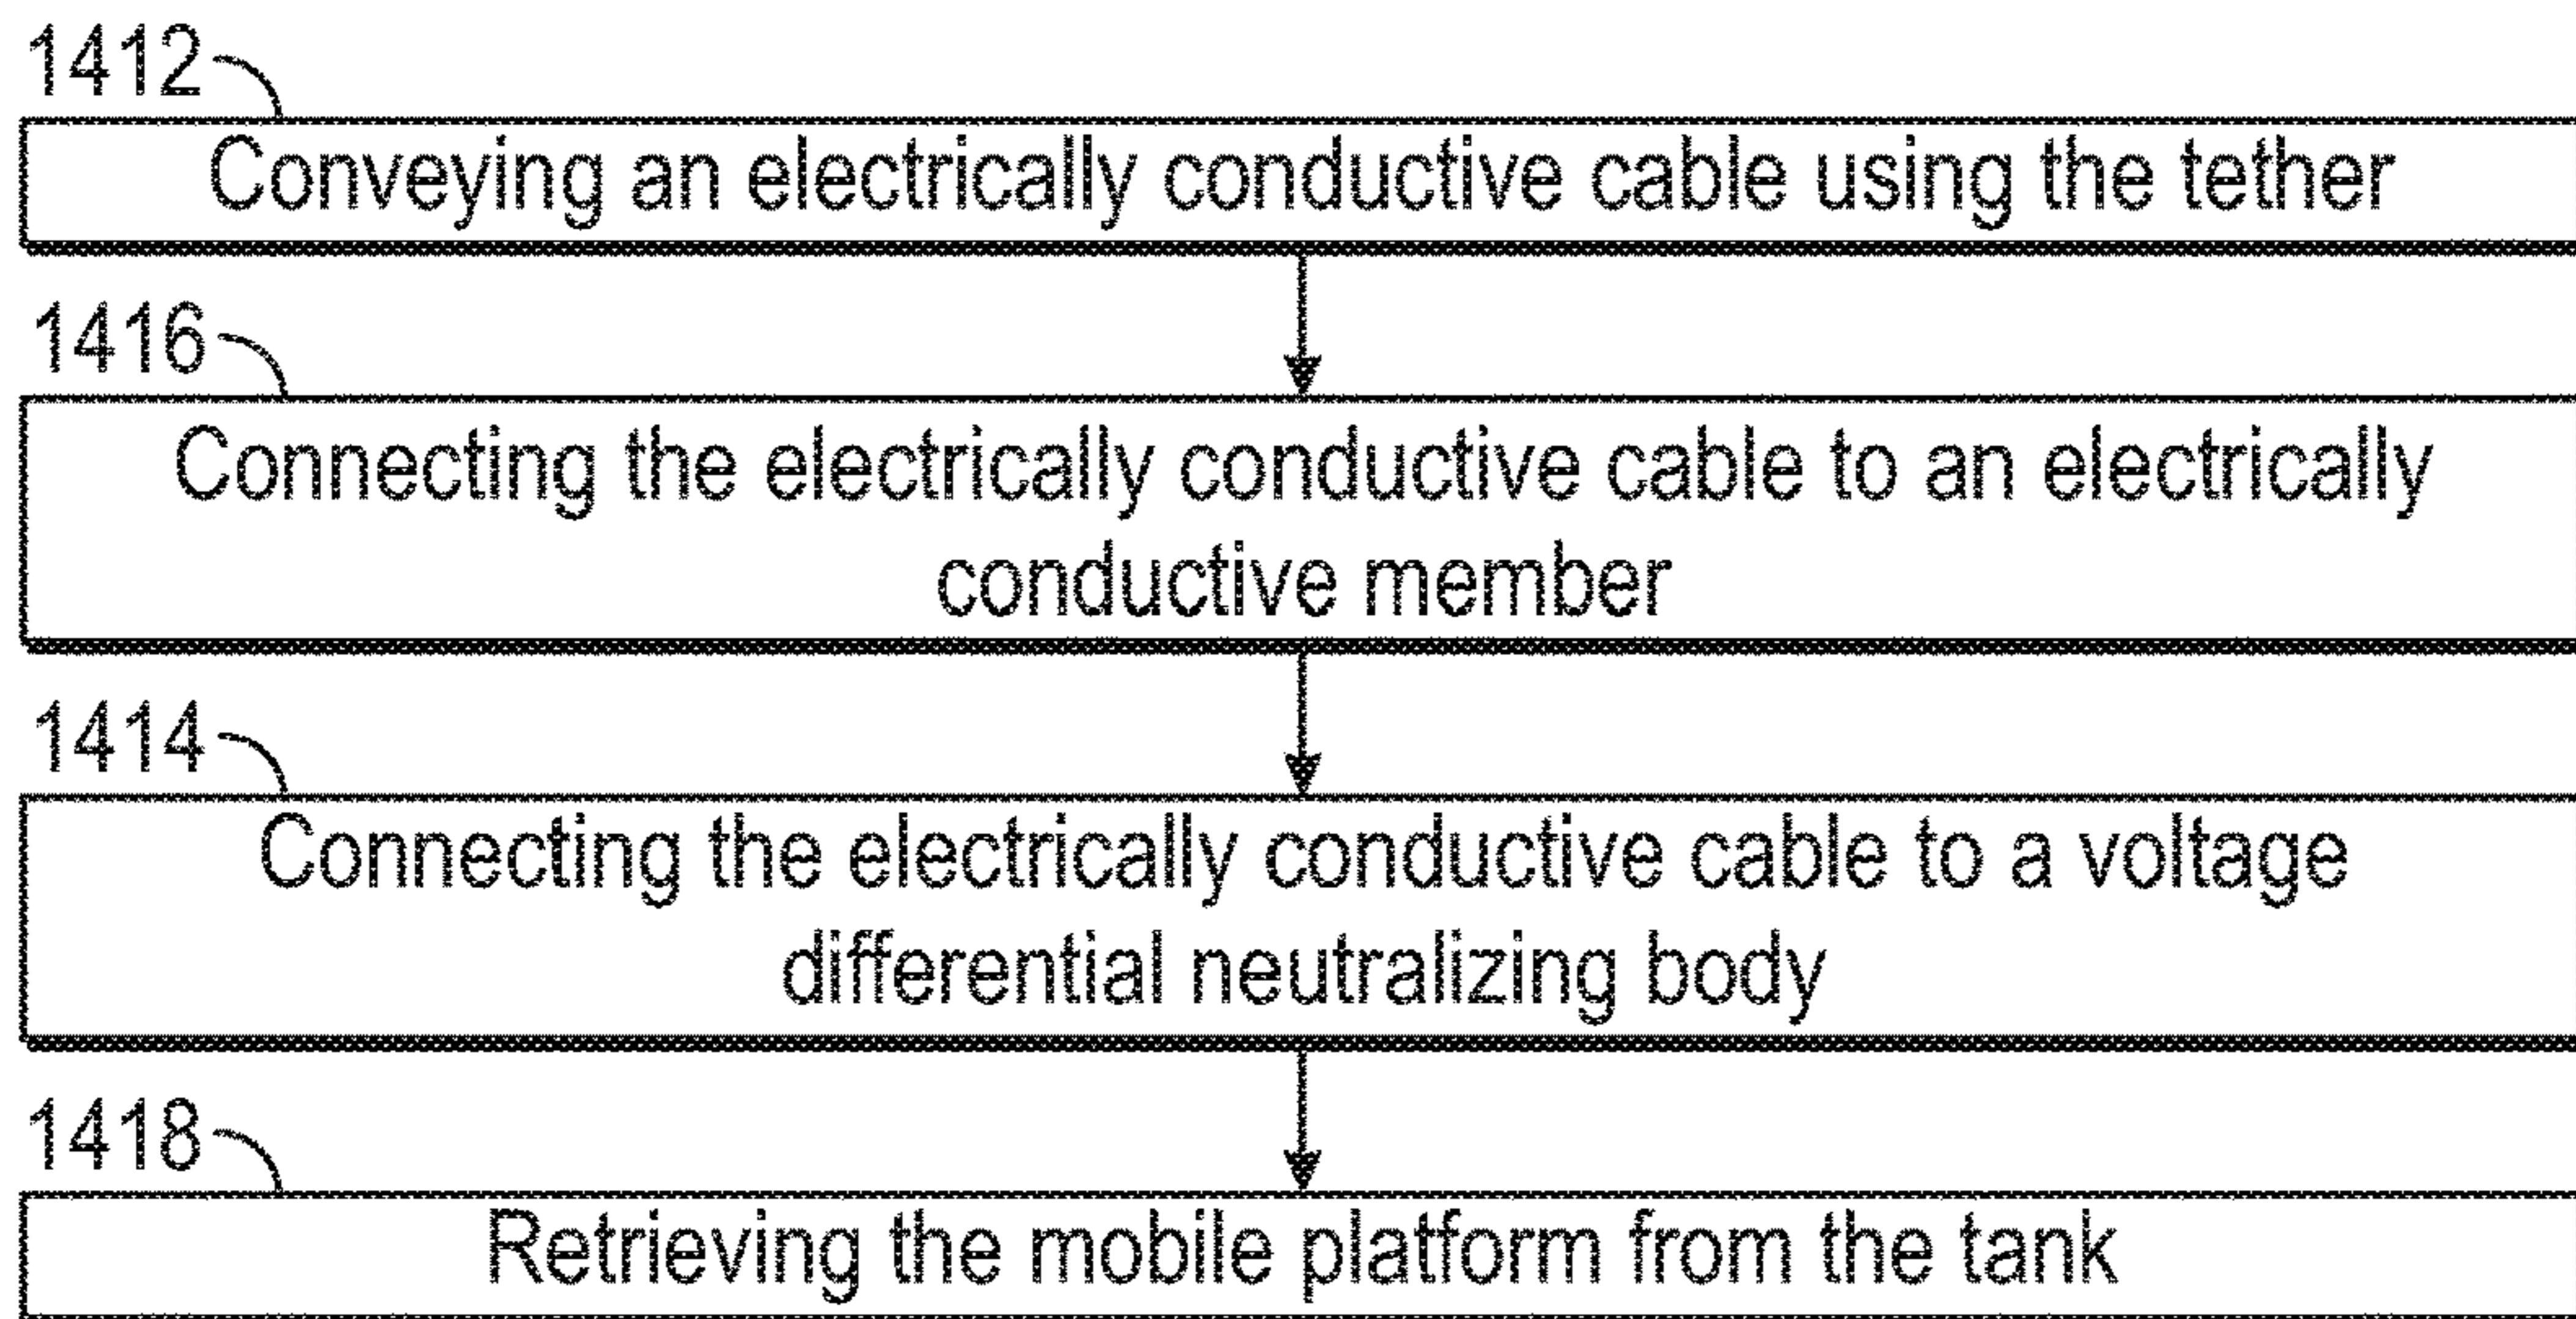 1412
Conveying an electrically conductive cable using the tether
1416
Connecting the electrically conductive cable to an electrically
conductive member
1414
Connecting the electrically conductive cable to a voltage
differential neutralizing body
1418
Retrieving the mobile platform from the tank